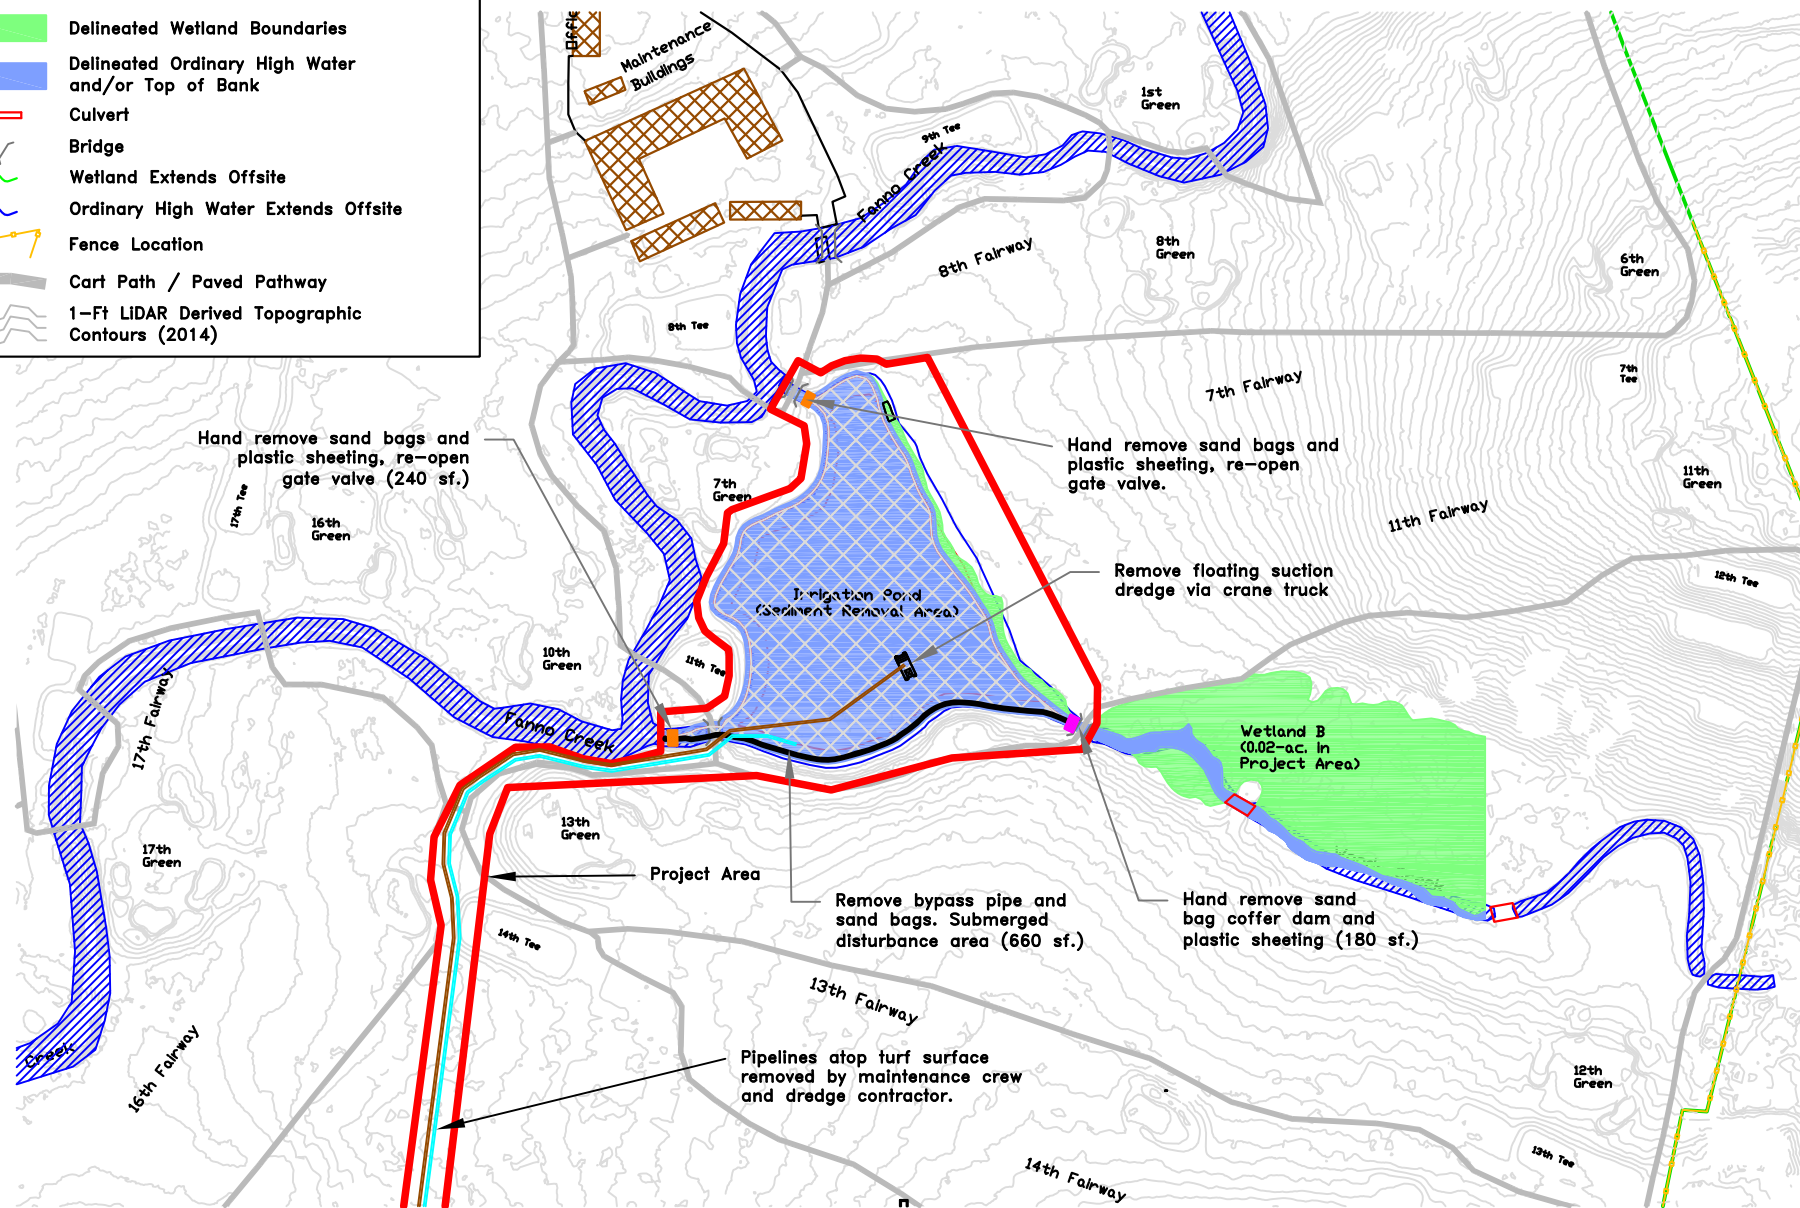 Delineated Wetland Boundaries
Delineated Ordinary High Water
and/or Top of Bank
Culvert
Bridge
Wetland Extends Offsite
Ordinary High Water Extends Offsite
Fence Location
Cart Path / Paved Pathway
1-Ft LiDAR Derived Topographic
Contours (2014)
Maintenance
Buildings
1st
Green
9th Tee
Fanno Creek
8th Fairway
8th
Green
6th
Green
8th Tee
7th Fairway
7th
Tee
Hand remove sand bags and
plastic sheeting, re-open
gate valve (240 sf.)
Hand remove sand bags and
plastic sheeting, re-open
gate valve.
7th
Green
17th Tee
16th
Green
11th
Green
11th Fairway
Irrigation Pond
(Sediment Removal Area)
Remove floating suction
dredge via crane truck
12th Tee
10th
Green
11th Tee
17th Fairway
Fanno Creek
Wetland B
(0.02-ac. in
Project Area)
13th
Green
17th
Green
Project Area
Remove bypass pipe and
sand bags. Submerged
disturbance area (660 sf.)
Hand remove sand
bag coffer dam and
plastic sheeting (180 sf.)
14th Tee
13th Fairway
Creek
16th Fairway
Pipelines atop turf surface
removed by maintenance crew
and dredge contractor.
12th
Green
13th Tee
14th Fairway